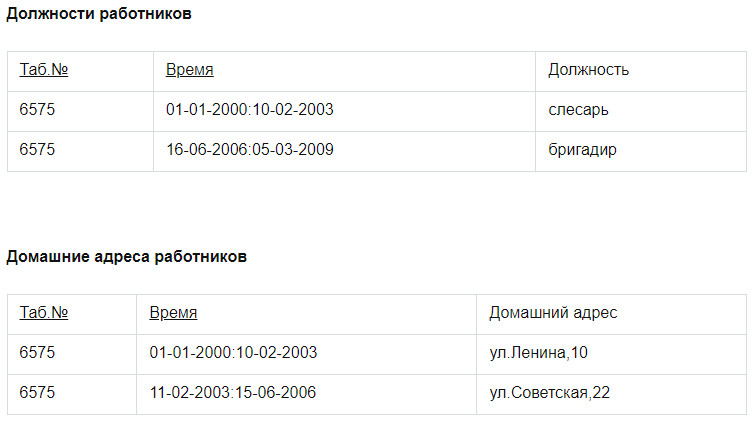 Должности работников
Таб.№ Время Должность
6575 01-01-2000:10-02-2003 слесарь
6575 16-06-2006:05-03-2009 бригадир
Домашние адреса работников
Таб.№ Время Домашний адрес
6575 01-01-2000:10-02-2003 ул.Ленина,10
6575 11-02-2003:15-06-2006 ул.Советская,22